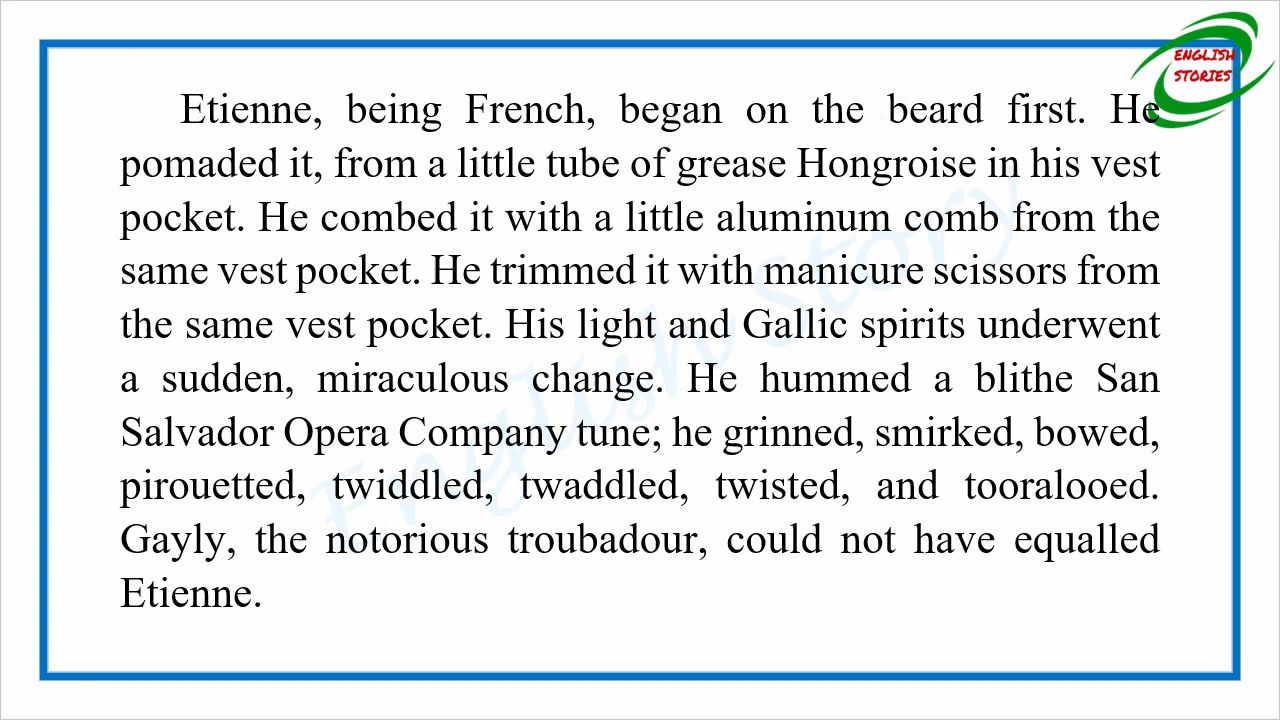 ENGLISH
STORIES
Etienne, being French, began on the beard first. He
pomaded it, from a little tube of grease Hongroise in his vest
pocket. He combed it with a little aluminum comb from the
same vest pocket. He trimmed it with manicure scissors from
the same vest pocket. His light and Gallic spirits underwent
a sudden, miraculous change. He hummed a blithe San
Salvador Opera Company tune; he grinned, smirked, bowed,
pirouetted, twiddled, twaddled, twisted, and tooralooed.
Gayly, the notorious troubadour, could not have equalled
Etienne.
English Story